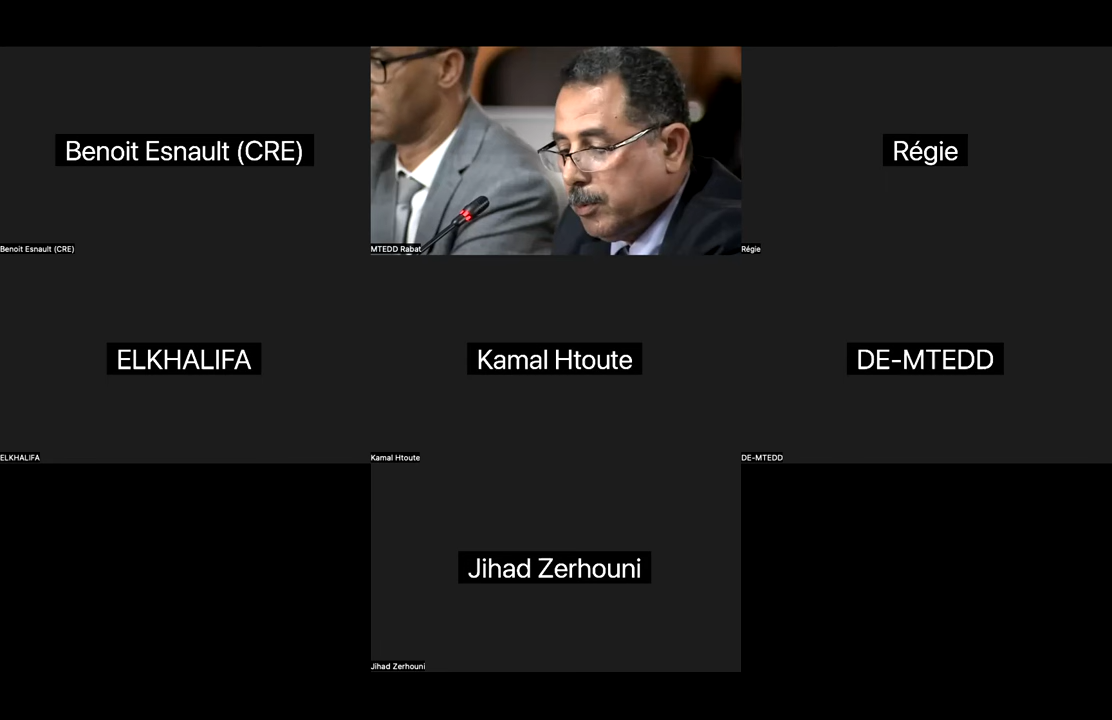 Benoit Esnault (CRE)
Régie
Benoit Esnault (CRE)
MTEDD Rabat
Régie
ELKHALIFA
Kamal Htoute
DE-MTEDD
ELKHALIFA
Kamal Htoute
DE-MTEDD
Jihad Zerhouni
Jihad Zerhouni